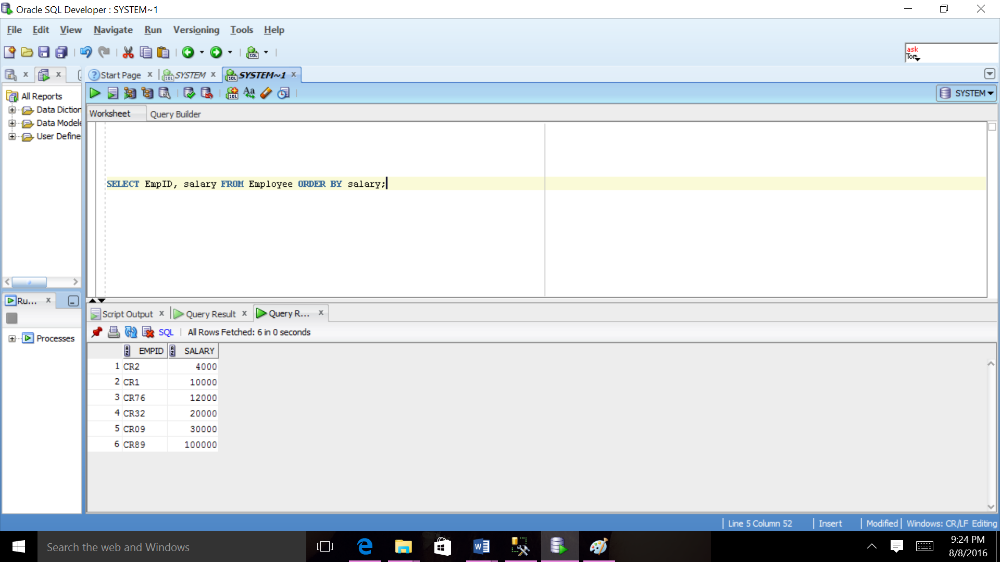 Oracle SQL Developer : SYSTEM~1
File Edit View Navigate Run Versioning Tools Help
ask
Tom
Start Page SYSTEM SYSTEM~1
SYSTEM
All Reports
Data Diction
Data Modele
User Define
Worksheet Query Builder
SELECT EmpID, salary FROM Employee ORDER BY salary;
Ru...
Processes
Script Output Query Result Query R...
SQL All Rows Fetched: 6 in 0 seconds
EMPID SALARY
1 CR2 4000
2 CR1 10000
3 CR76 12000
4 CR32 20000
5 CR09 30000
6 CR89 100000
Line 5 Column 52 Insert Modified Windows: CR/LF Editing
Search the web and Windows
9:24 PM
8/8/2016